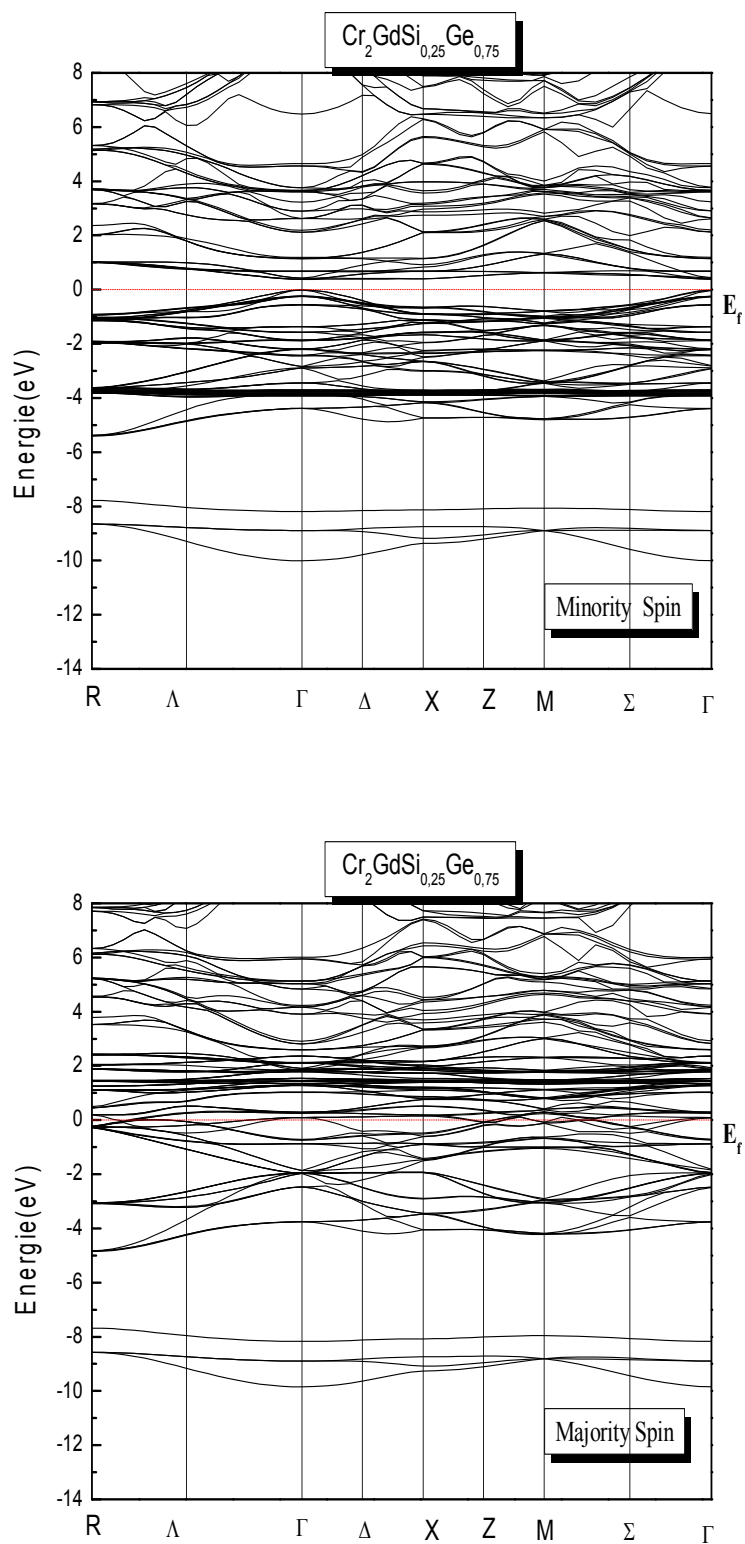 Cr2GdSi0,25Ge0,75
8
6
4
2
0
-2
-4
-6
-8
-10
-12
-14
Energie(eV)
Ef
Minority Spin
R Λ Γ Δ X Z M Σ Γ
Cr2GdSi0,25Ge0,75
8
6
4
2
0
-2
-4
-6
-8
-10
-12
-14
Energie(eV)
Ef
Majority Spin
R Λ Γ Δ X Z M Σ Γ